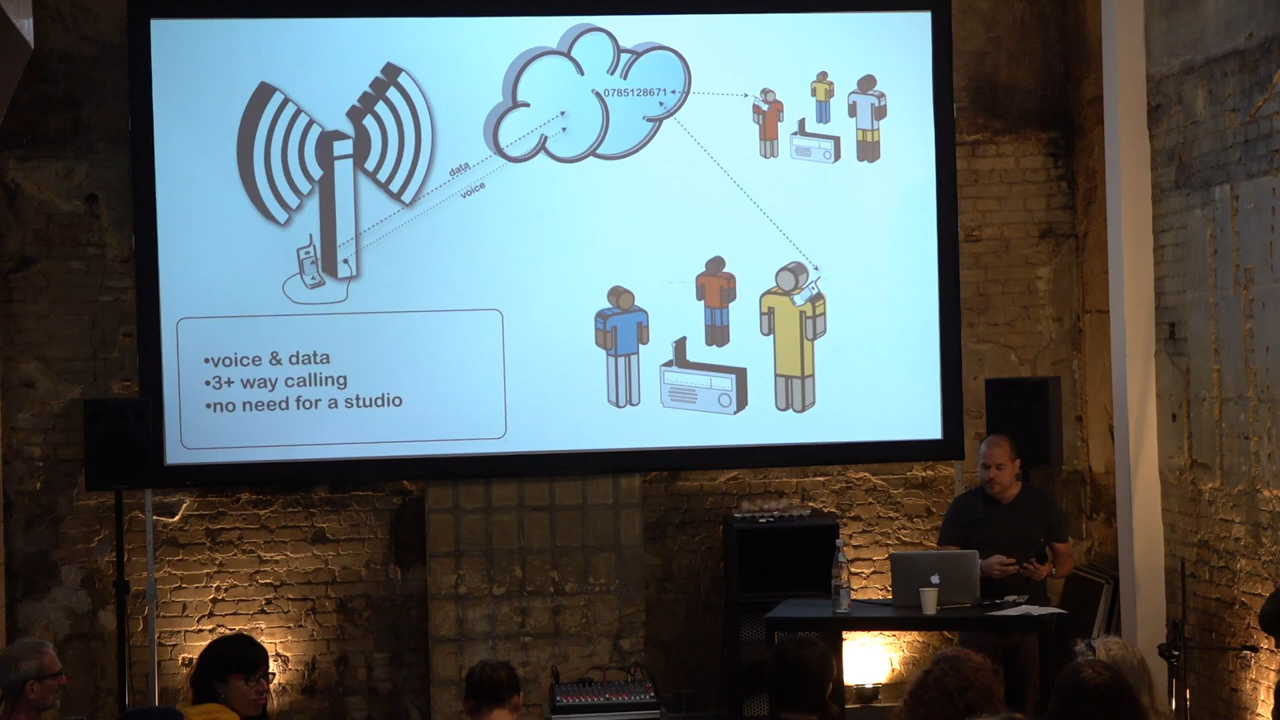 0785128671
data
voice
•voice & data
•3+ way calling
•no need for a studio